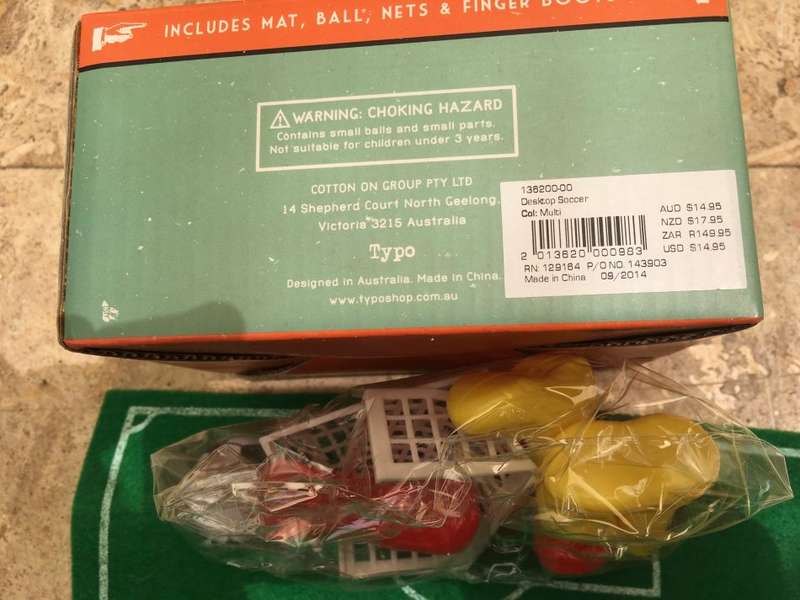 INCLUDES MAT, BALL, NETS & FINGER
WARNING: CHOKING HAZARD
Contains small balls and small parts.
Not suitable for children under 3 years.
COTTON ON GROUP PTY LTD
14 Shepherd Court North Geelong,
Victoria 3215 Australia
Typo
Designed in Australia. Made in China.
www.typoshop.com.au
136200-00
Desktop Soccer
Col: Multi
2 013620 000983
RN: 129164 P/O NO. 143903
Made in China 09/2014
AUD $14.95
NZD $17.95
ZAR R149.95
USD $14.95